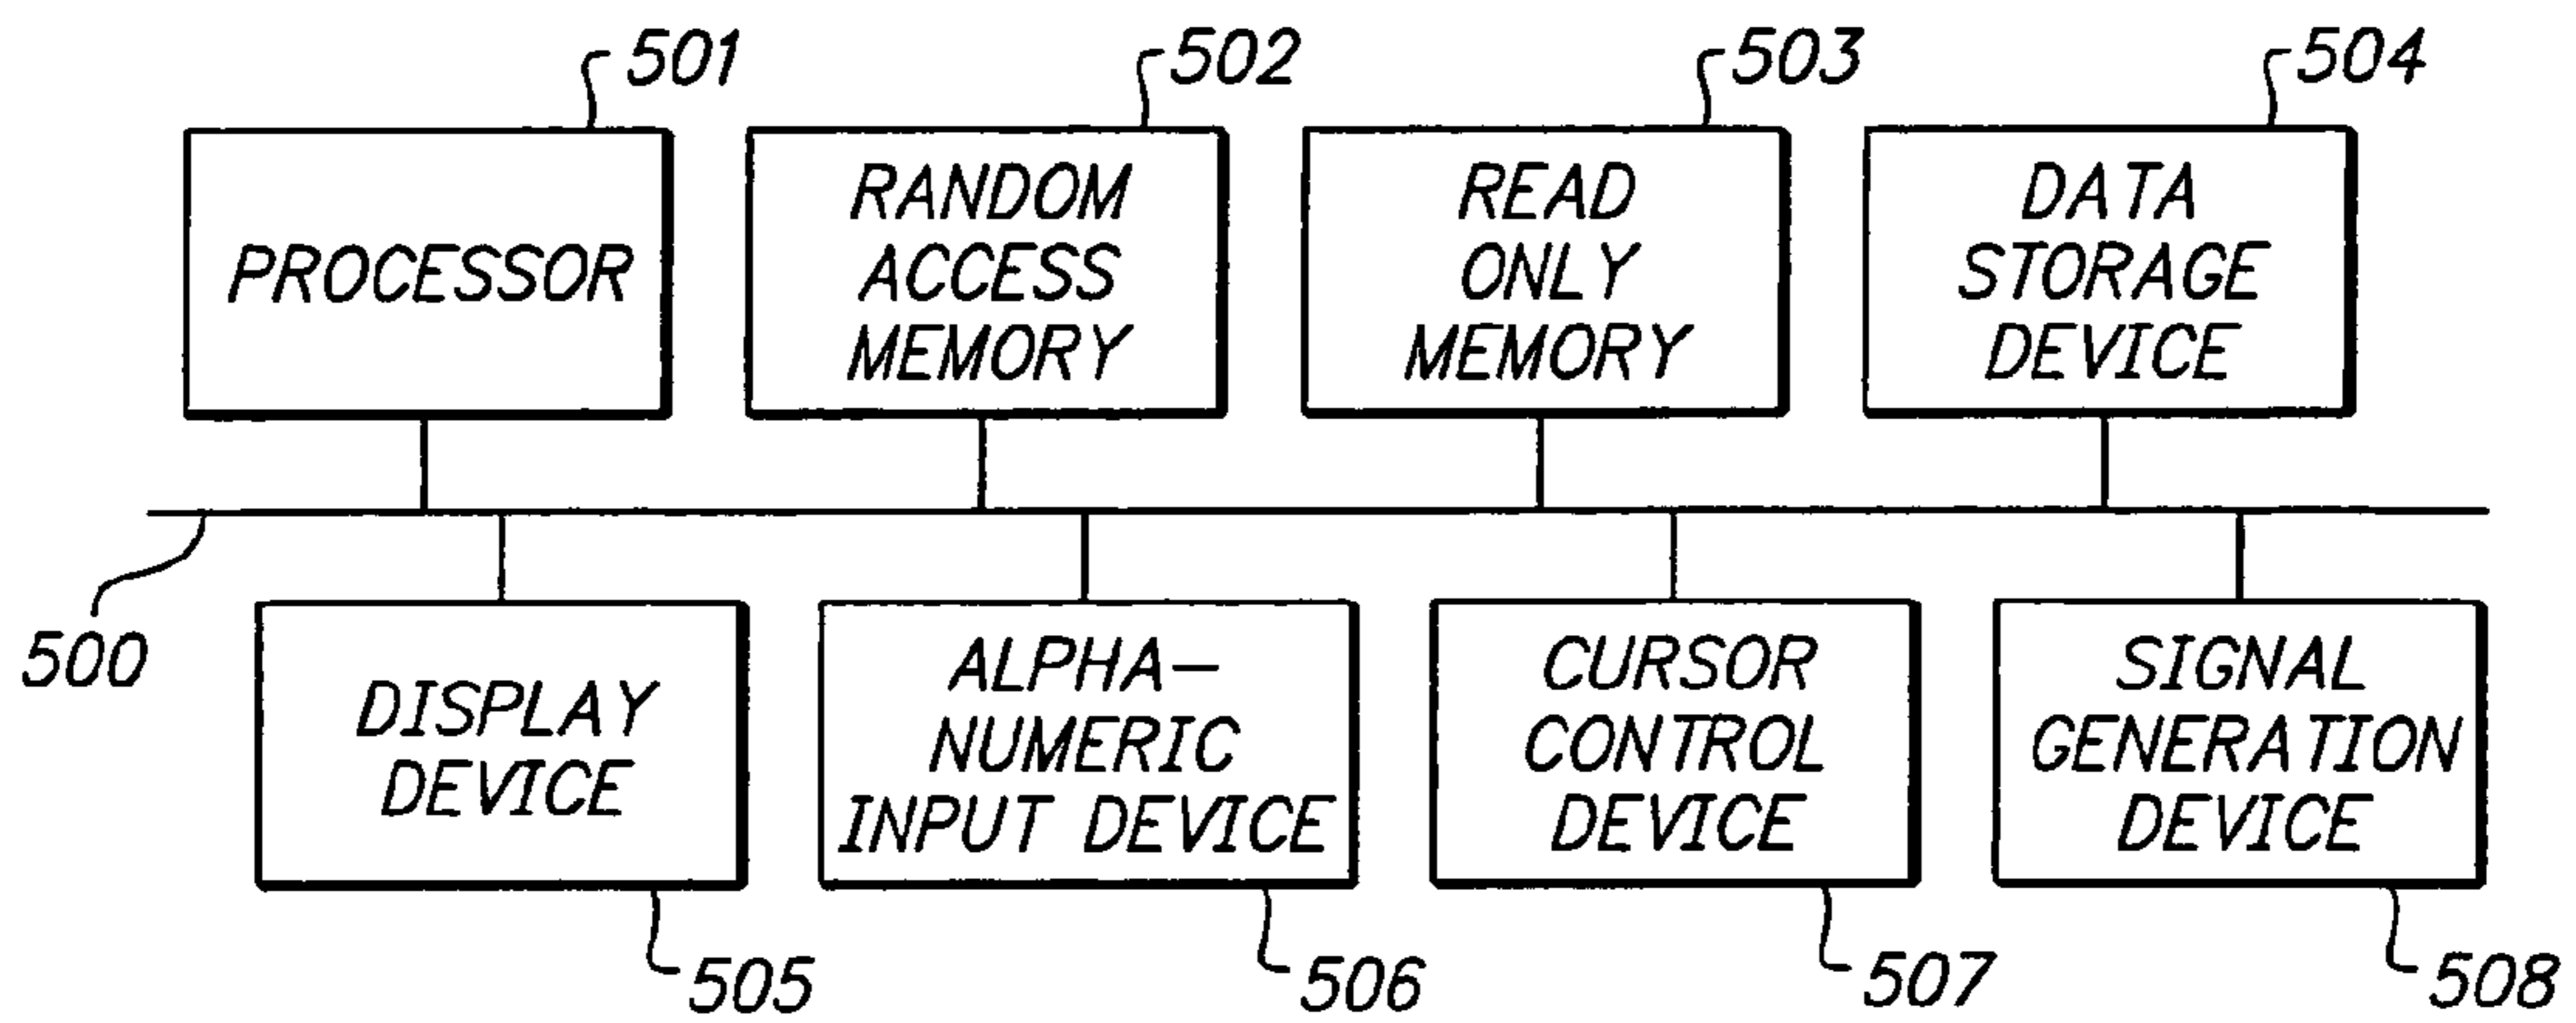 501
502
503
504
PROCESSOR
RANDOM
ACCESS
MEMORY
READ
ONLY
MEMORY
DATA
STORAGE
DEVICE
500
DISPLAY
DEVICE
ALPHA-
NUMERIC
INPUT DEVICE
CURSOR
CONTROL
DEVICE
SIGNAL
GENERATION
DEVICE
505
506
507
508